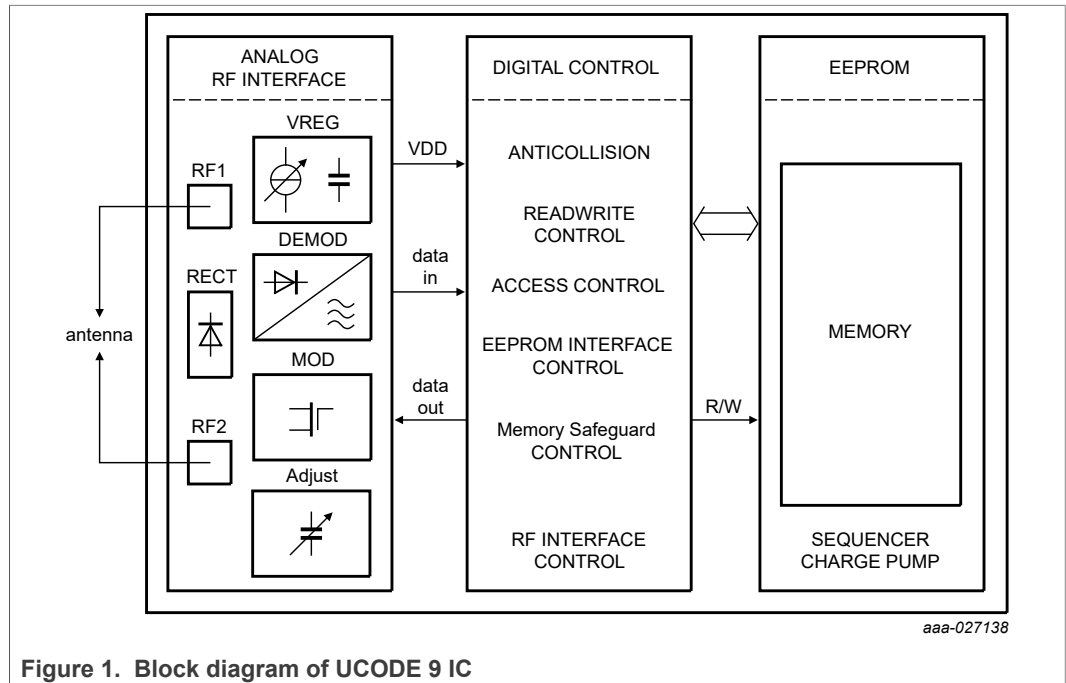 ANALOG
RF INTERFACE
VREG
RF1
DEMOD
RECT
antenna
MOD
RF2
Adjust
VDD
data
in
data
out
DIGITAL CONTROL
ANTICOLLISION
READWRITE
CONTROL
ACCESS CONTROL
EEPROM INTERFACE
CONTROL
Memory Safeguard
CONTROL
RF INTERFACE
CONTROL
R/W
EEPROM
MEMORY
SEQUENCER
CHARGE PUMP
aaa-027138
Figure 1. Block diagram of UCODE 9 IC